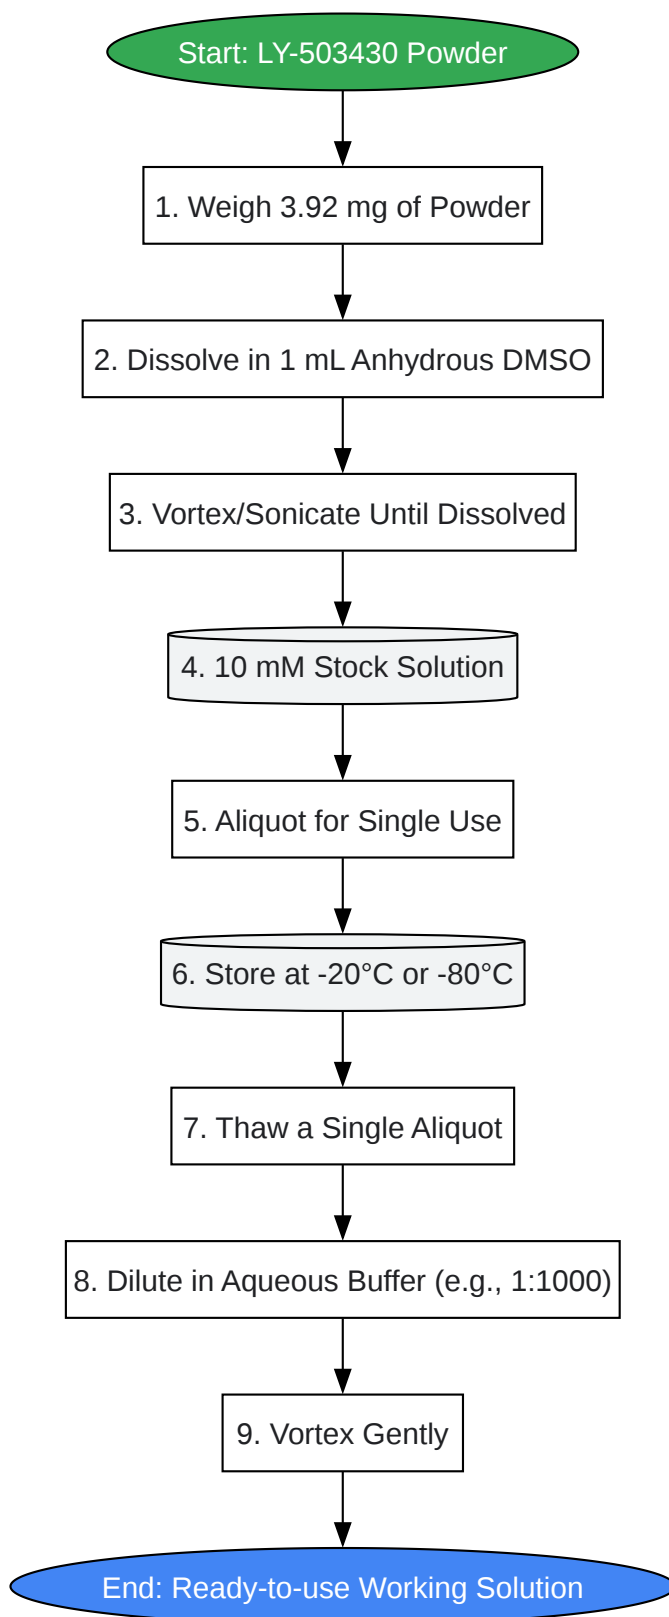 Start: LY-503430 Powder
1. Weigh 3.92 mg of Powder
2. Dissolve in 1 mL Anhydrous DMSO
3. Vortex/Sonicate Until Dissolved
4. 10 mM Stock Solution
5. Aliquot for Single Use
6. Store at -20°C or -80°C
7. Thaw a Single Aliquot
8. Dilute in Aqueous Buffer (e.g., 1:1000)
9. Vortex Gently
End: Ready-to-use Working Solution